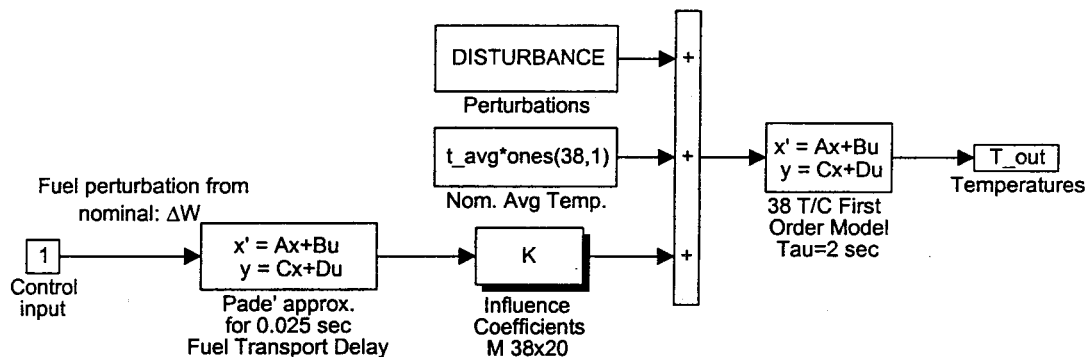 DISTURBANCE
Perturbations
+
t_avg*ones(38,1)
Nom. Avg Temp.
+
x' = Ax+Bu
y = Cx+Du
38 T/C First
Order Model
Tau=2 sec
T_out
Temperatures
Fuel perturbation from
nominal: ΔW
1
Control
input
x' = Ax+Bu
y = Cx+Du
Pade' approx.
for 0.025 sec
Fuel Transport Delay
K
Influence
Coefficients
M 38x20
+